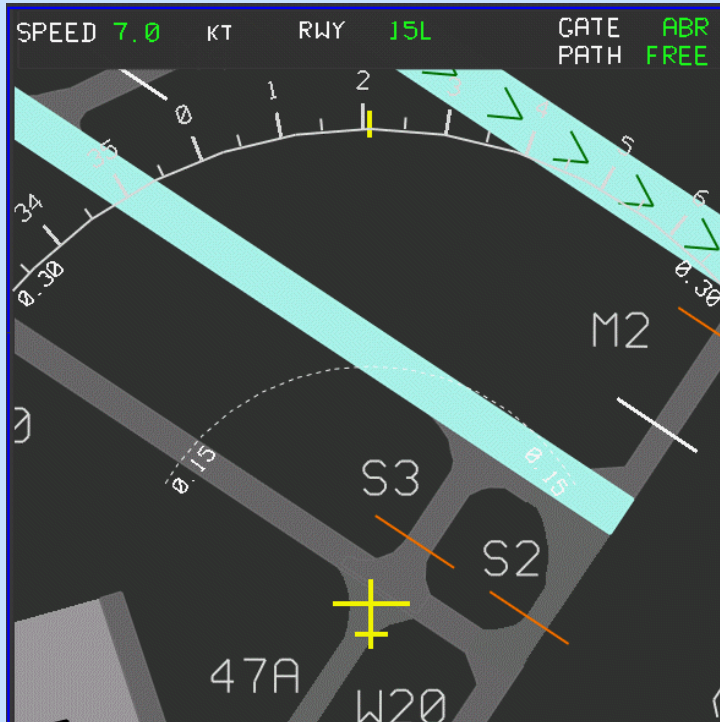 SPEED 7.0 KT RWY 15L GATE ABR
PATH FREE
34 35 0 1 2 3 4 5 6
0.30 0.30
M2
0.15 0.15
S3
S2
47A
W20